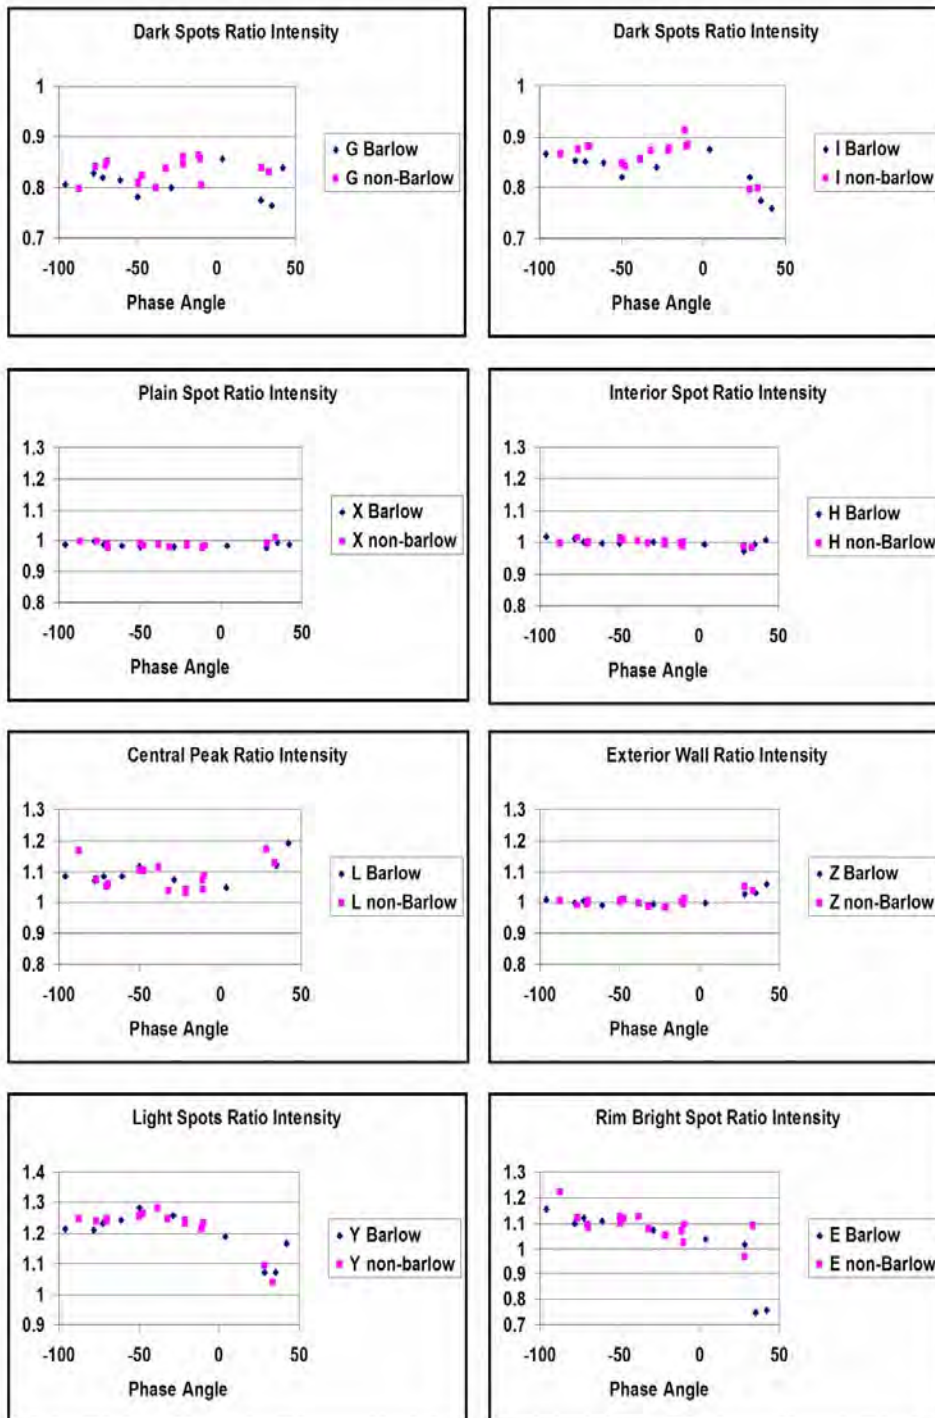 Dark Spots Ratio Intensity
1
0.9
0.8
0.7
-100
-50
0
50
Phase Angle
G Barlow
G non-Barlow
Dark Spots Ratio Intensity
1
0.9
0.8
0.7
-100
-50
0
50
Phase Angle
I Barlow
I non-barlow
Plain Spot Ratio Intensity
1.3
1.2
1.1
1
0.9
0.8
-100
-50
0
50
Phase Angle
X Barlow
X non-barlow
Interior Spot Ratio Intensity
1.3
1.2
1.1
1
0.9
0.8
-100
-50
0
50
Phase Angle
H Barlow
H non-Barlow
Central Peak Ratio Intensity
1.3
1.2
1.1
1
0.9
0.8
-100
-50
0
50
Phase Angle
L Barlow
L non-Barlow
Exterior Wall Ratio Intensity
1.3
1.2
1.1
1
0.9
0.8
-100
-50
0
50
Phase Angle
Z Barlow
Z non-Barlow
Light Spots Ratio Intensity
1.4
1.3
1.2
1.1
1
0.9
-100
-50
0
50
Phase Angle
Y Barlow
Y non-barlow
Rim Bright Spot Ratio Intensity
1.3
1.2
1.1
1
0.9
0.8
0.7
-100
-50
0
50
Phase Angle
E Barlow
E non-Barlow